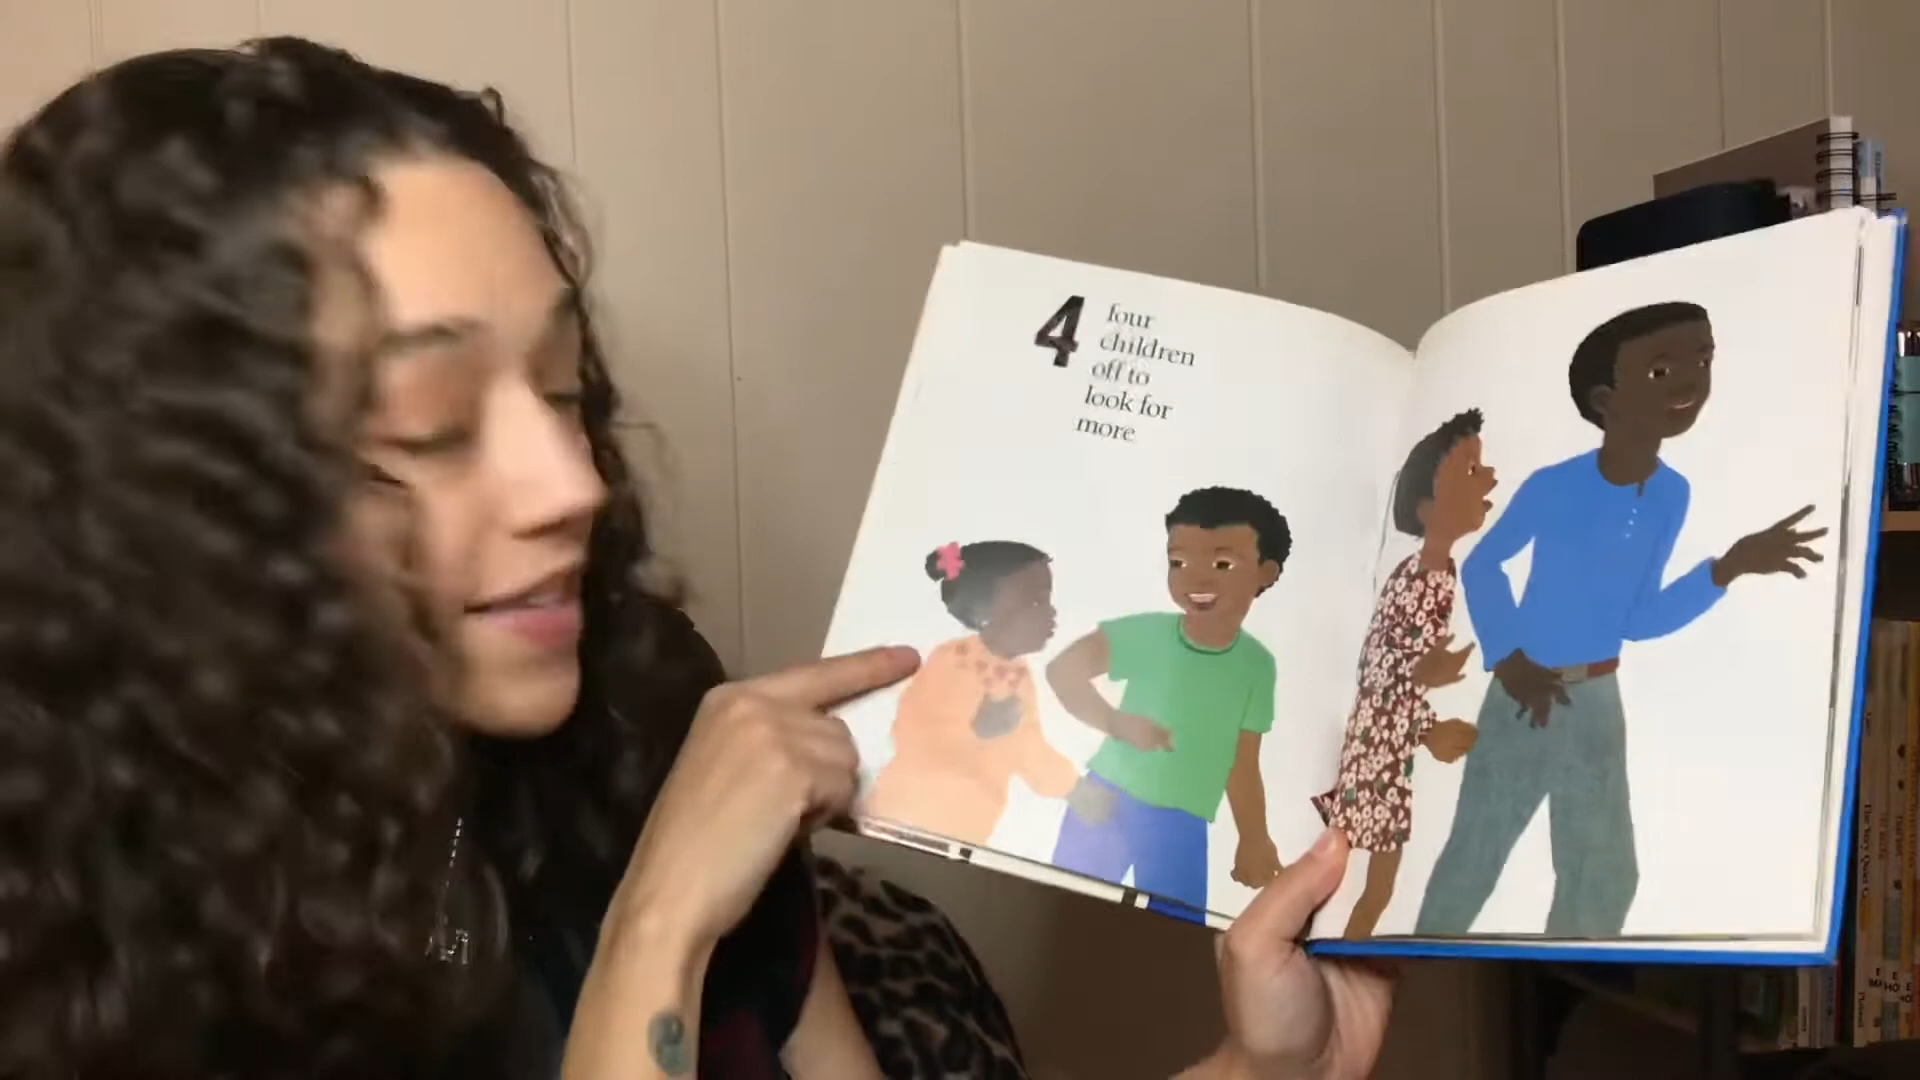 4 four
children
off to
look for
more